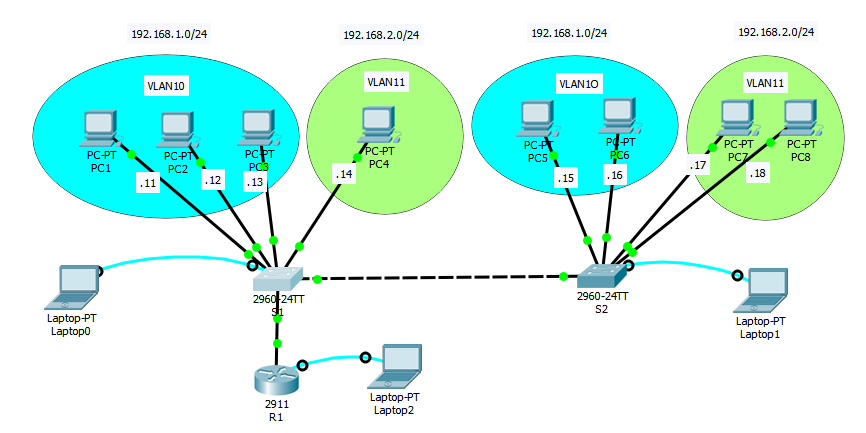 192.168.1.0/24
192.168.2.0/24
192.168.1.0/24
192.168.2.0/24
VLAN10
VLAN11
VLAN1O
VLAN11
PC-PT
PC1
PC-PT
PC2
PC-PT
PC3
PC-PT
PC4
PC-PT
PC5
PC-PT
PC6
PC-PT
PC7
PC-PT
PC8
.11
.12
.13
.14
.15
.16
.17
.18
Laptop-PT
Laptop0
2960-24TT
S1
2960-24TT
S2
Laptop-PT
Laptop1
2911
R1
Laptop-PT
Laptop2